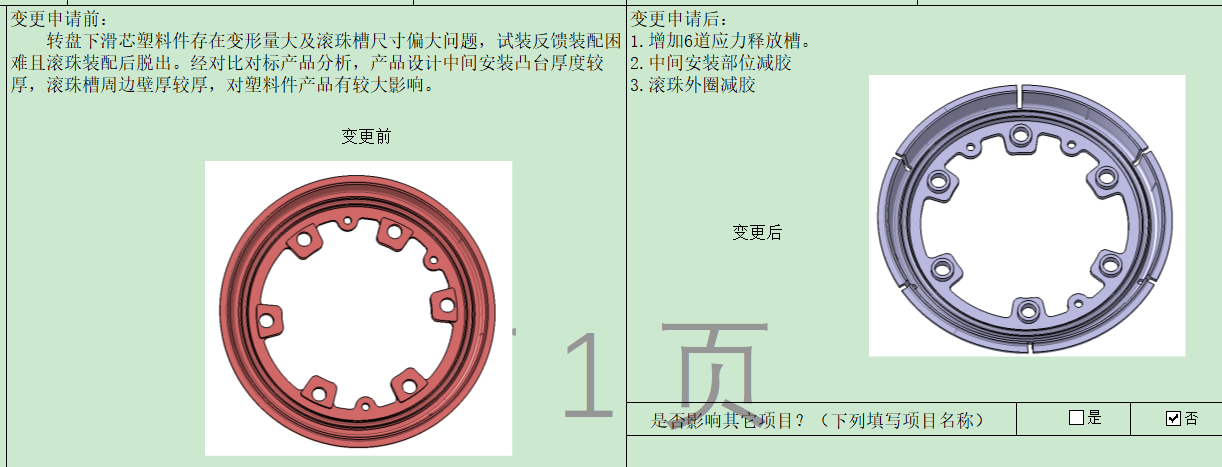 变更申请前：
转盘下滑芯塑料件存在变形量大及滚珠槽尺寸偏大问题，试装反馈装配困
难且滚珠装配后脱出。经对比对标产品分析，产品设计中间安装凸台厚度较
厚，滚珠槽周边壁厚较厚，对塑料件产品有较大影响。
变更前
变更申请后：
1.增加6道应力释放槽。
2.中间安装部位减胶
3.滚珠外圈减胶
变更后
1 页
是否影响其它项目？（下列填写项目名称）
是
否